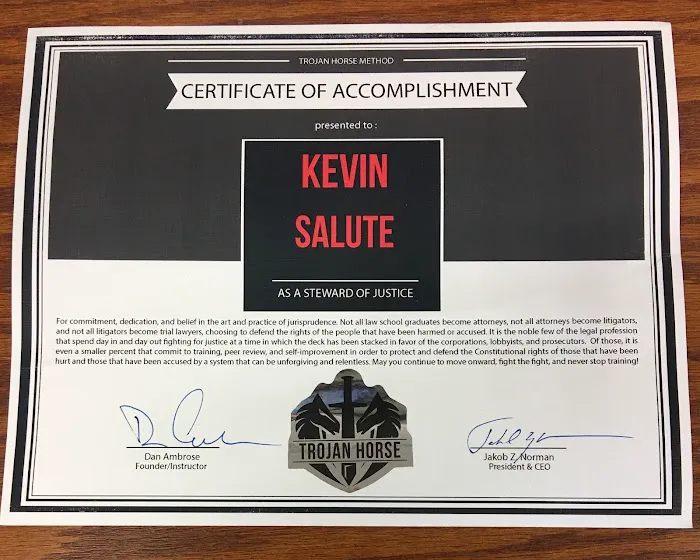 TROJAN HORSE METHOD
CERTIFICATE OF ACCOMPLISHMENT
presented to :
KEVIN
SALUTE
AS A STEWARD OF JUSTICE
For commitment, dedication, and belief in the art and practice of jurisprudence. Not all law school graduates become attorneys, not all attorneys become litigators,
and not all litigators become trial lawyers, choosing to defend the rights of the people that have been harmed or accused. It is the noble few of the legal profession
that spend day in and day out fighting for justice at a time in which the deck has been stacked in favor of the corporations, lobbyists, and prosecutors. Of those, it is
even a smaller percent that commit to training, peer review, and self-improvement in order to protect and defend the Constitutional rights of those that have been
hurt and those that have been accused by a system that can be unforgiving and relentless. May you continue to move onward, fight the fight, and never stop training!
TROJAN HORSE
Dan Ambrose
Founder/Instructor
Jakob Z. Norman
President & CEO